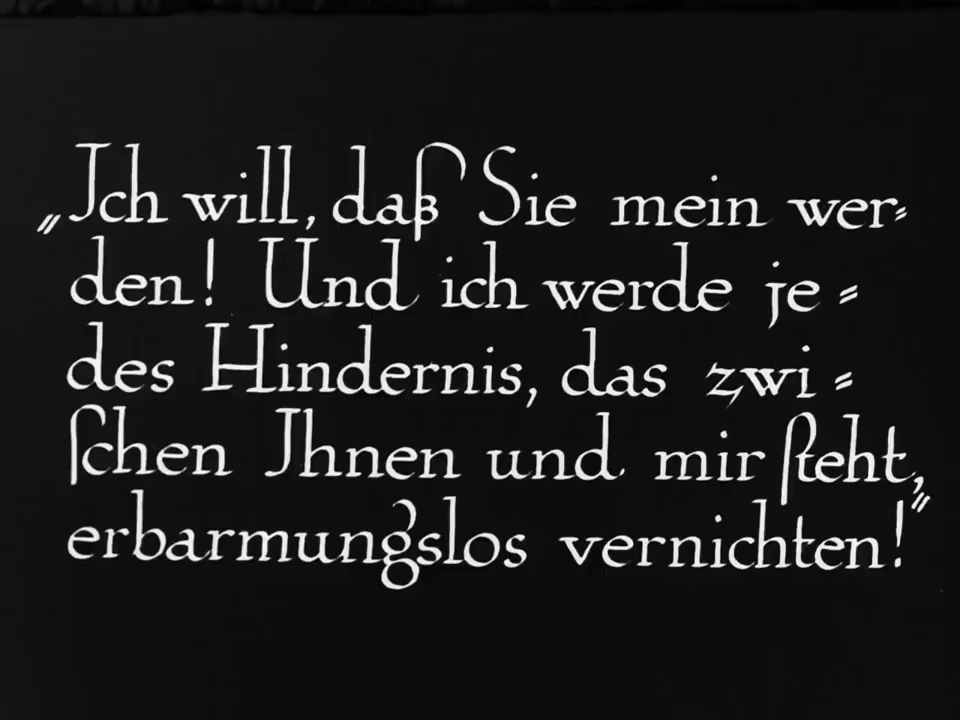 „Ich will, daß Sie mein wer⸗
den! Und ich werde je⸗
des Hindernis, das zwi⸗
ſchen Ihnen und mir ſteht,
erbarmungslos vernichten!“